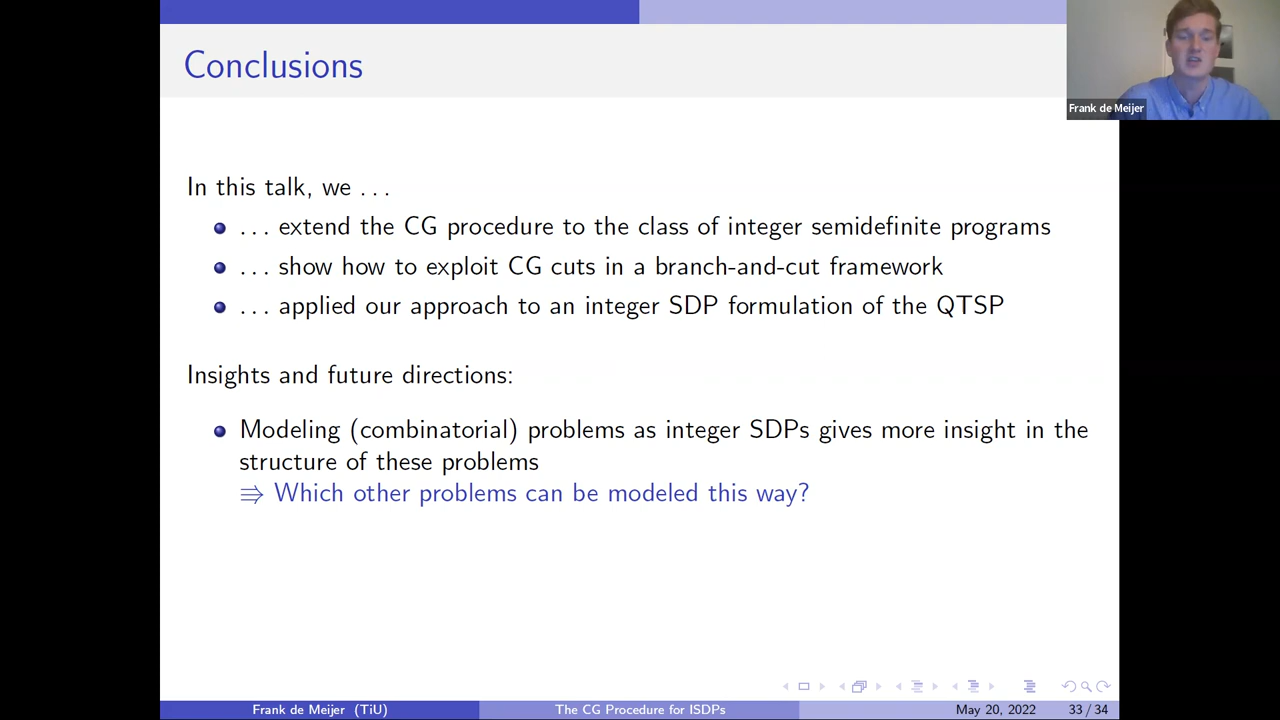 Conclusions
Frank de Meijer
In this talk, we . . .
. . . extend the CG procedure to the class of integer semidefinite programs
. . . show how to exploit CG cuts in a branch-and-cut framework
. . . applied our approach to an integer SDP formulation of the QTSP
Insights and future directions:
Modeling (combinatorial) problems as integer SDPs gives more insight in the
structure of these problems
⇛ Which other problems can be modeled this way?
Frank de Meijer (TiU) The CG Procedure for ISDPs May 20, 2022 33 / 34